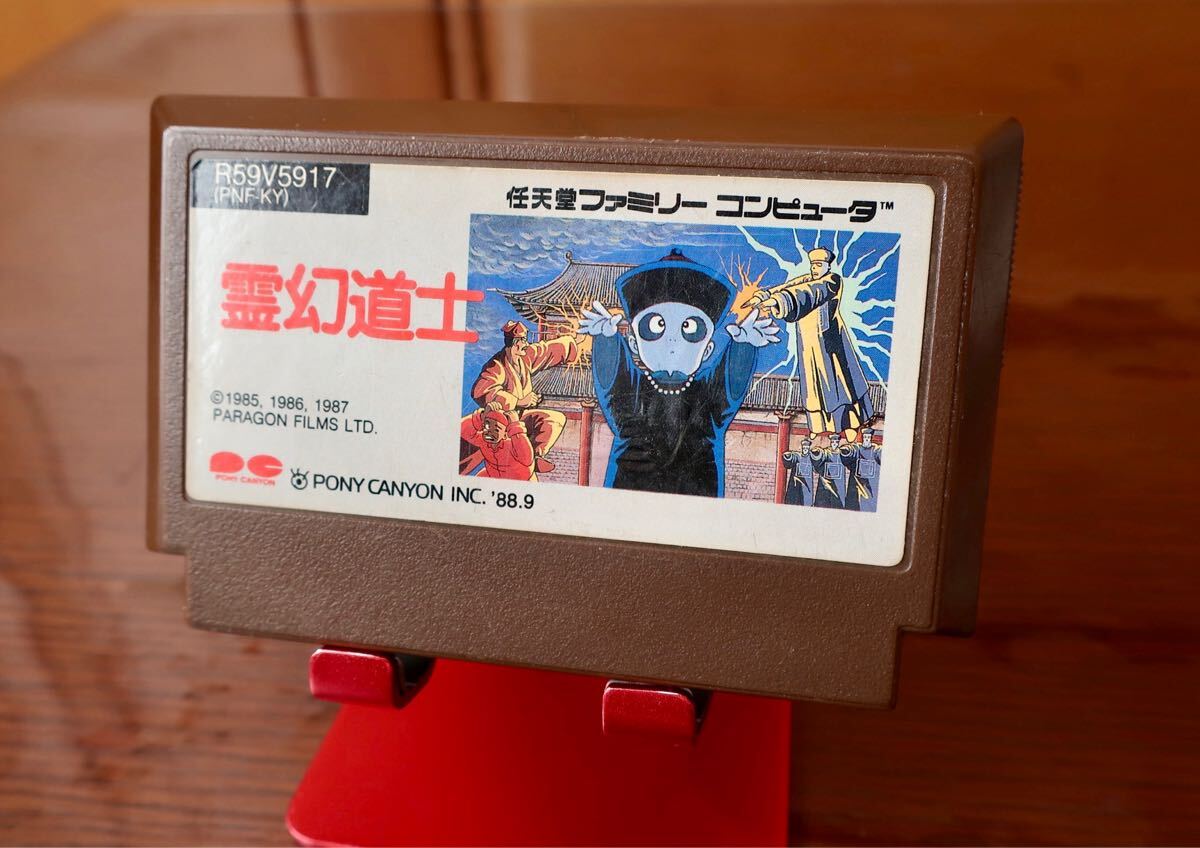 R59V5917
(PNF-KY)
任天堂ファミリー コンピュータ™
霊幻道士
©1985, 1986, 1987
PARAGON FILMS LTD.
PONY CANYON
PONY CANYON INC. '88.9